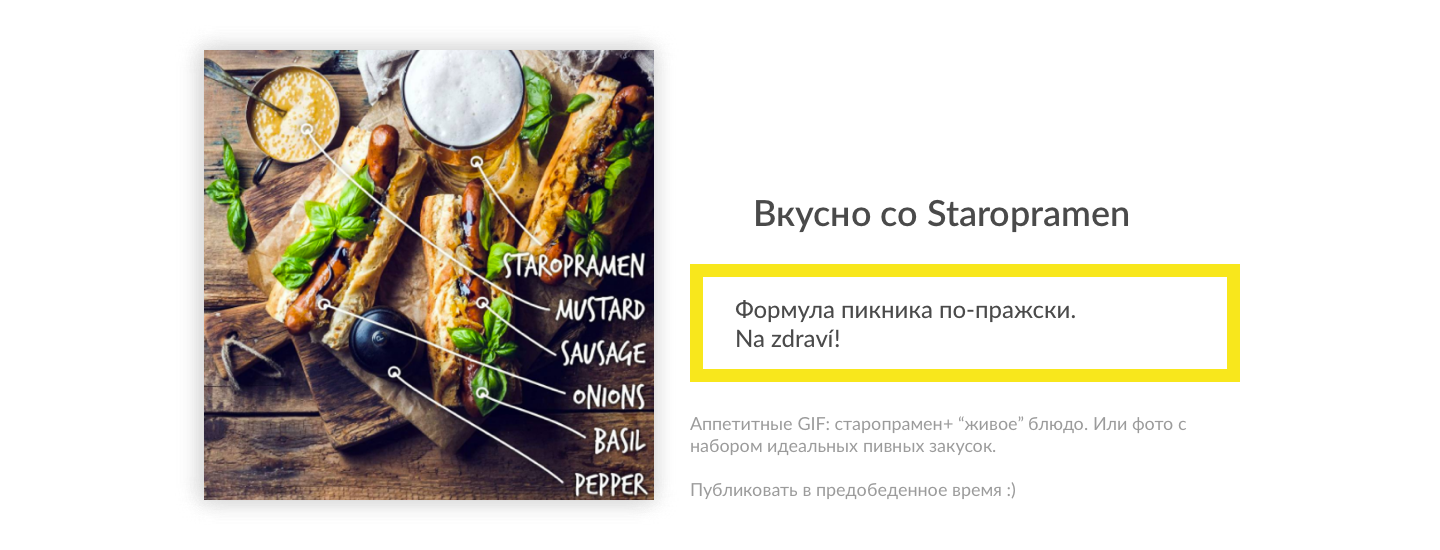 STAROPRAMEN
MUSTARD
SAUSAGE
ONIONS
BASIL
PEPPER
Вкусно со Staropramen
Формула пикника по-пражски.
Na zdraví!
Аппетитные GIF: старопрамен+ “живое” блюдо. Или фото с
набором идеальных пивных закусок.
Публиковать в предобеденное время :)